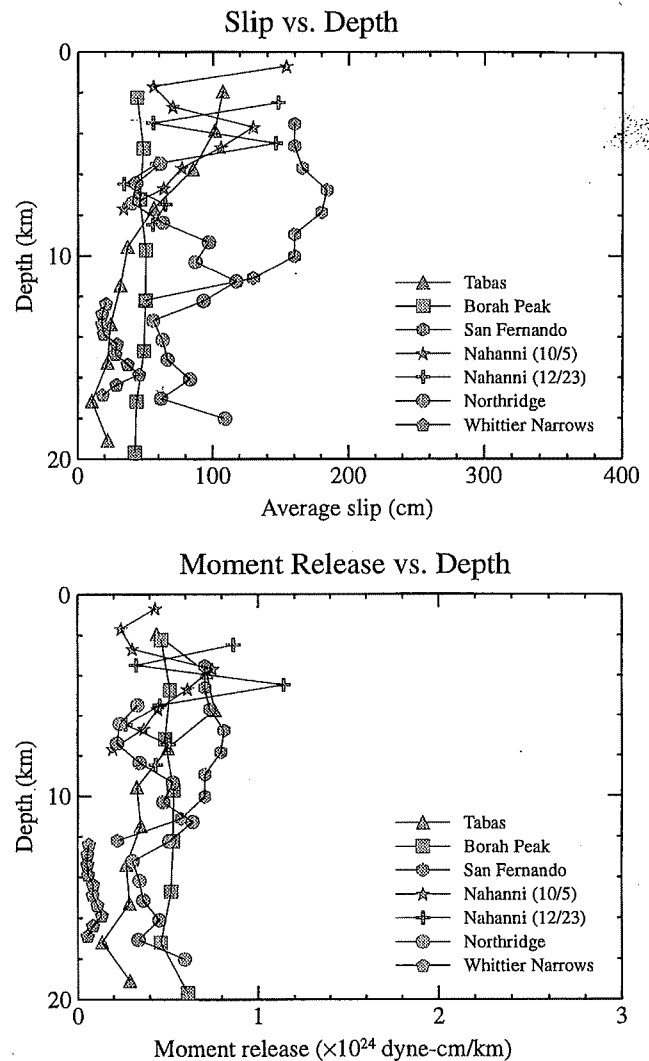 Slip vs. Depth
0
10
20
Depth (km)
0
100
200
300
400
Average slip (cm)
Tabas
Borah Peak
San Fernando
Nahanni (10/5)
Nahanni (12/23)
Northridge
Whittier Narrows
Moment Release vs. Depth
0
10
20
Depth (km)
0
1
2
3
Moment release (×10²⁴ dyne-cm/km)
Tabas
Borah Peak
San Fernando
Nahanni (10/5)
Nahanni (12/23)
Northridge
Whittier Narrows